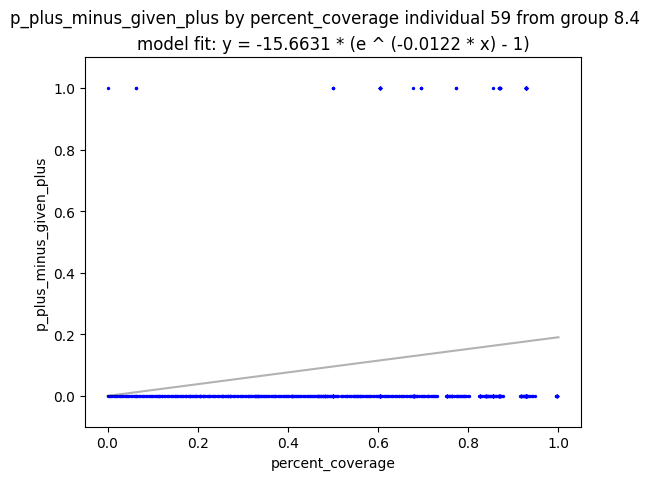 p_plus_minus_given_plus by percent_coverage individual 59 from group 8.4
model fit: y = -15.6631 * (e ^ (-0.0122 * x) - 1)
1.0
0.8
0.6
0.4
0.2
0.0
p_plus_minus_given_plus
0.0 0.2 0.4 0.6 0.8 1.0
percent_coverage